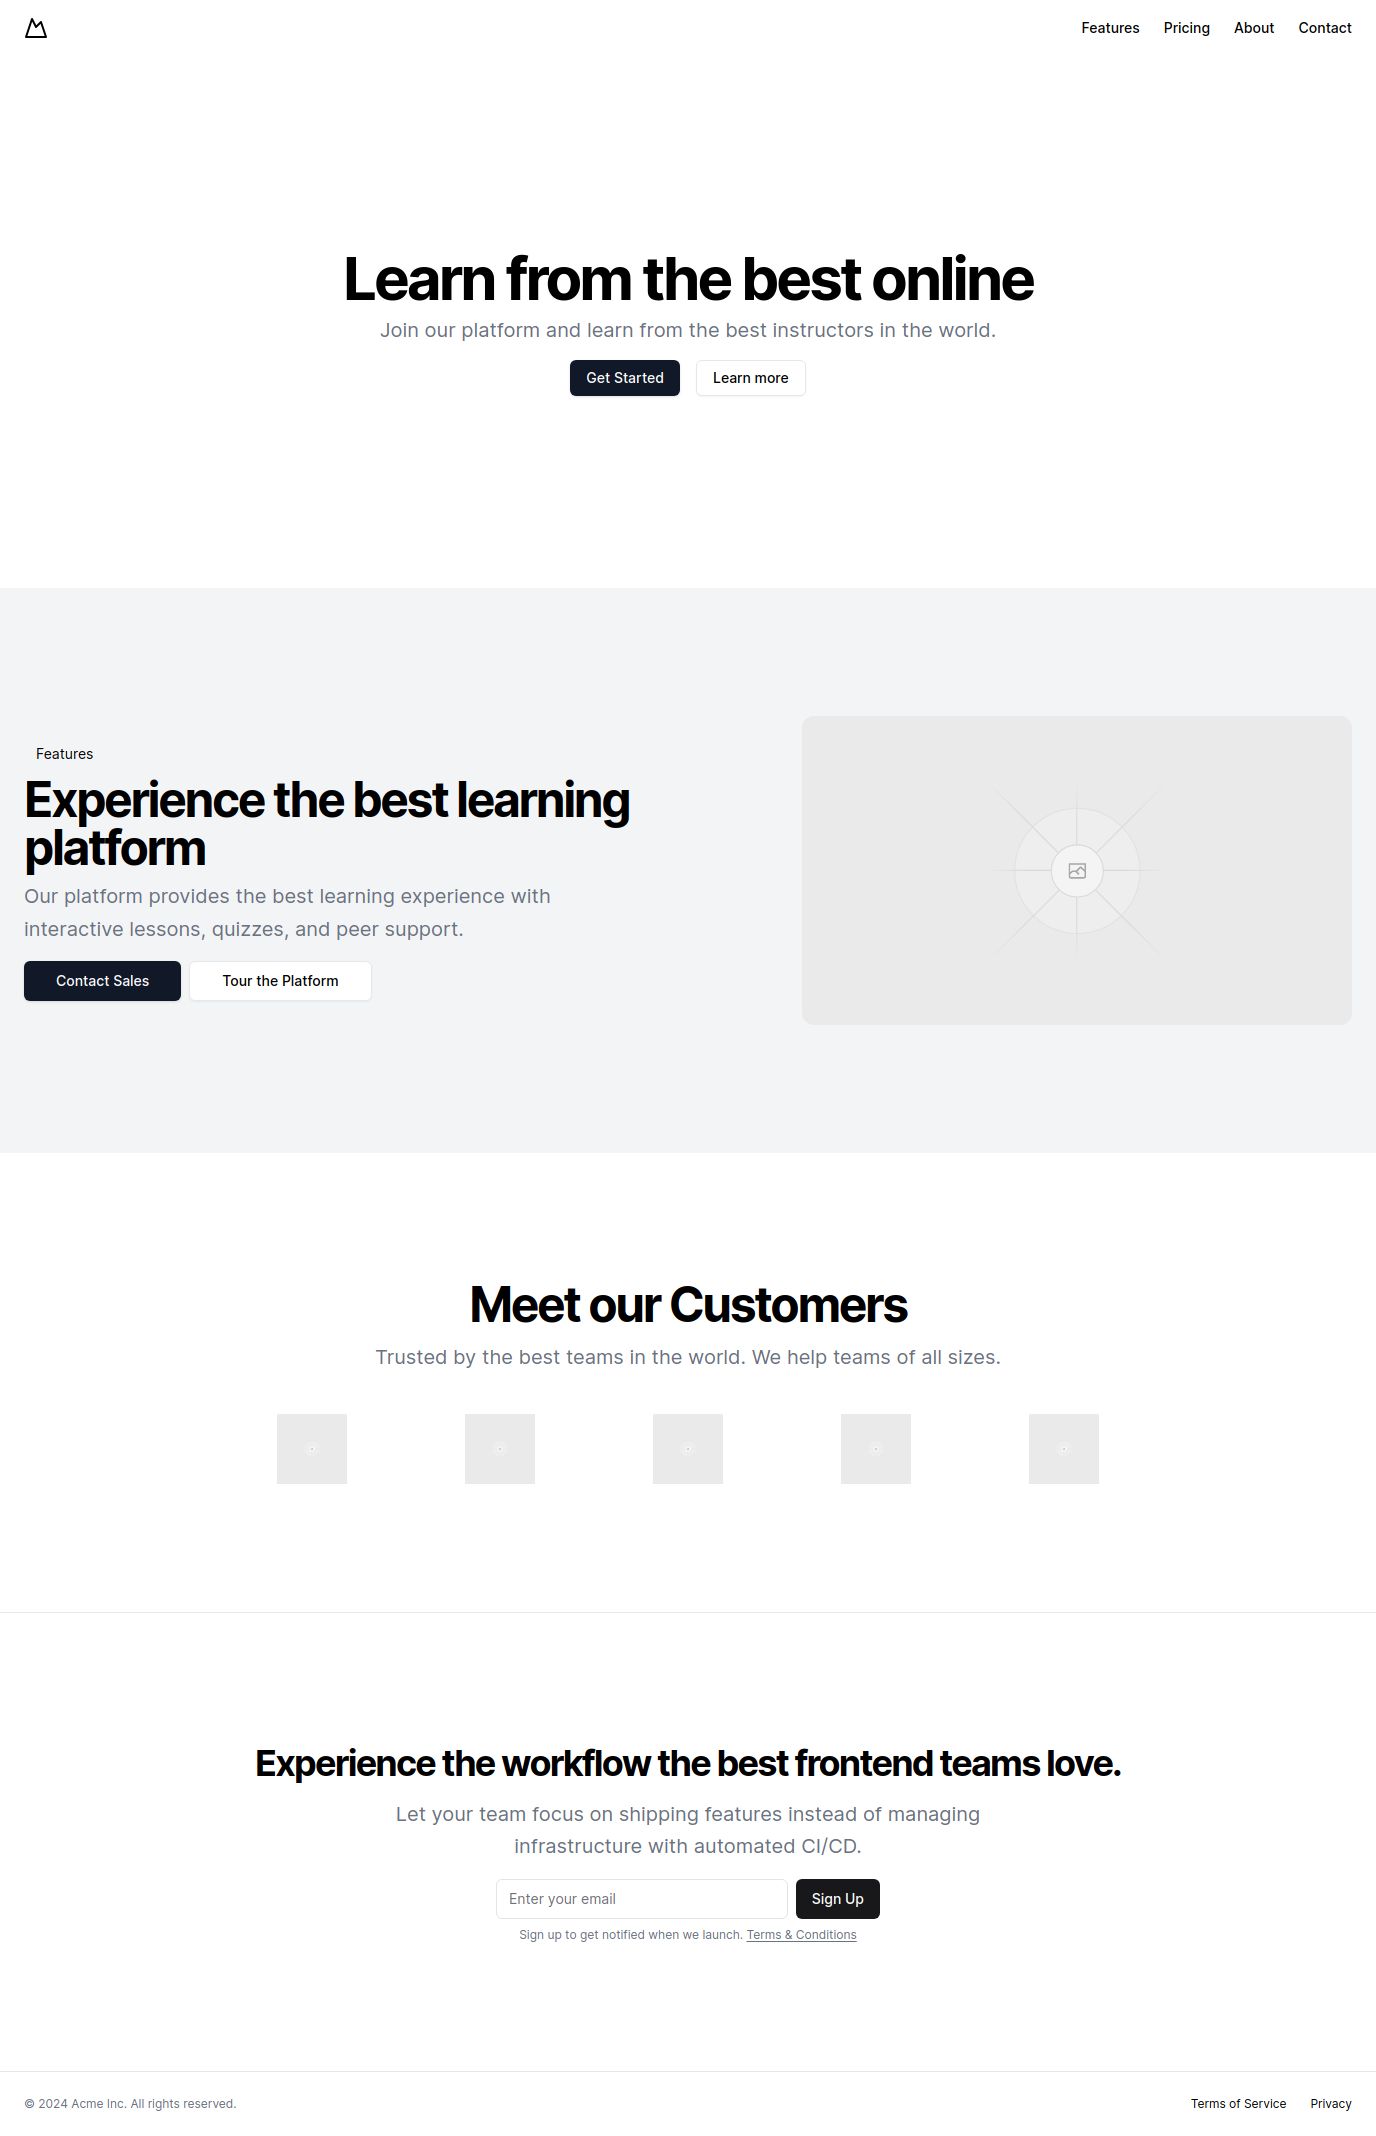 Features Pricing About Contact
Learn from the best online
Join our platform and learn from the best instructors in the world.
Get Started Learn more
Features
Experience the best learning
platform
Our platform provides the best learning experience with
interactive lessons, quizzes, and peer support.
Contact Sales Tour the Platform
Meet our Customers
Trusted by the best teams in the world. We help teams of all sizes.
Experience the workflow the best frontend teams love.
Let your team focus on shipping features instead of managing
infrastructure with automated CI/CD.
Enter your email Sign Up
Sign up to get notified when we launch. Terms & Conditions
© 2024 Acme Inc. All rights reserved. Terms of Service Privacy